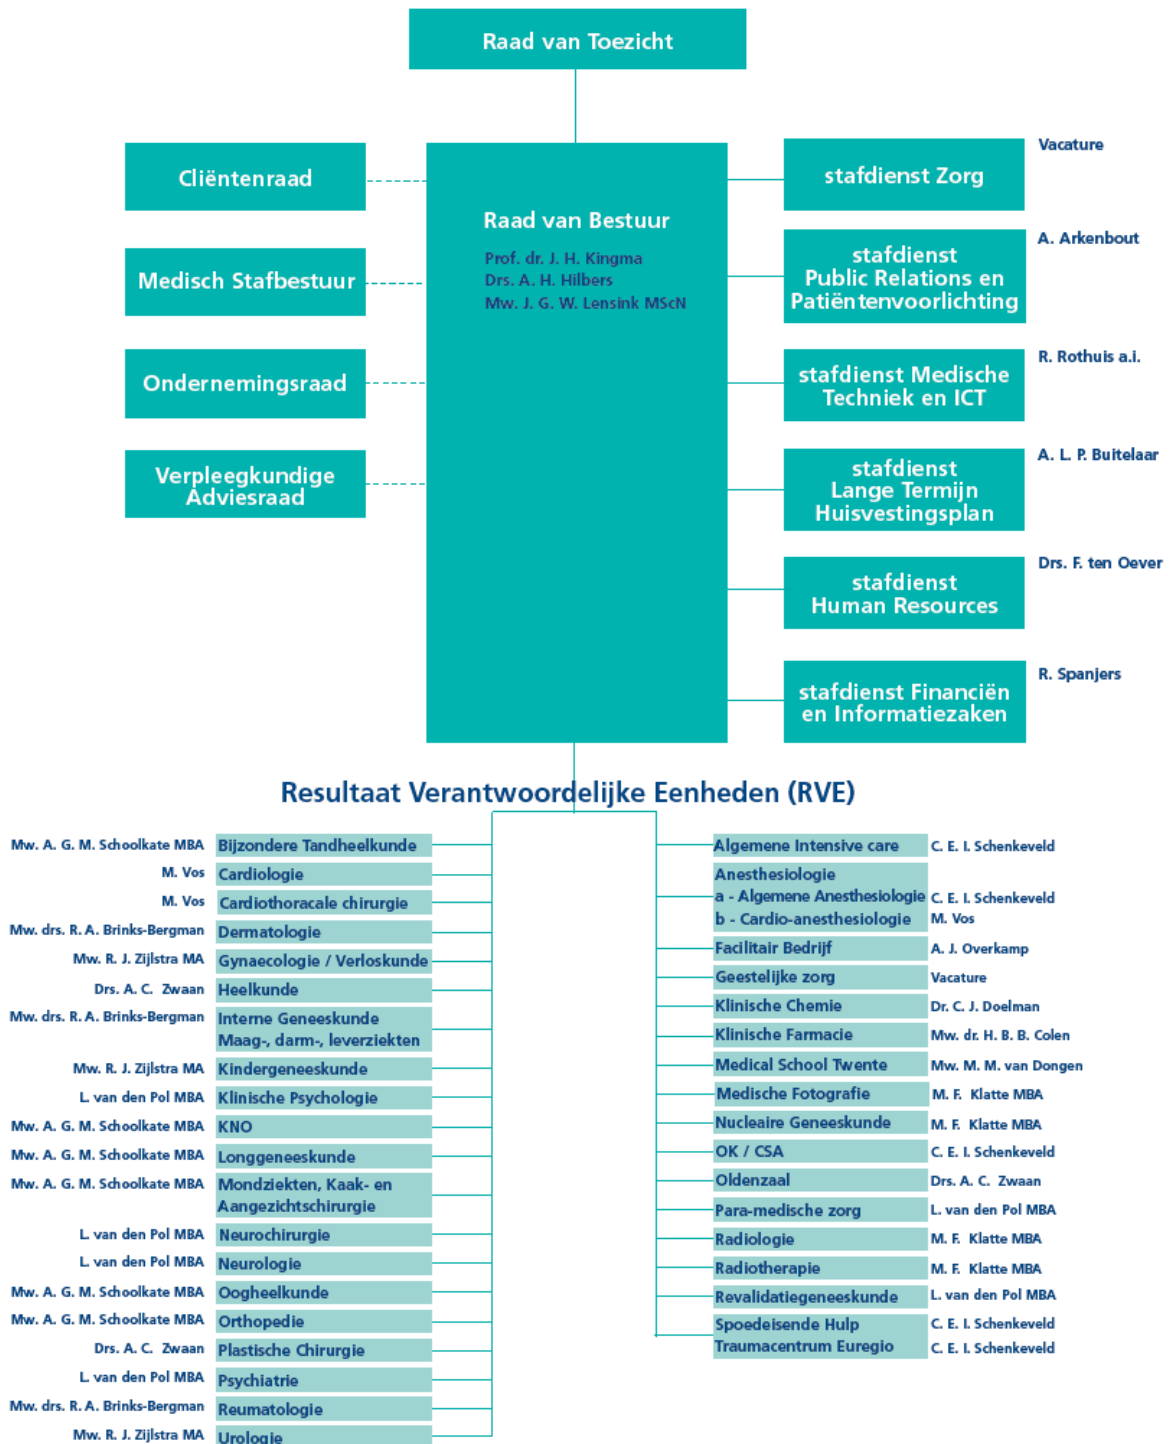 Raad van Toezicht
Cliëntenraad
Medisch Stafbestuur
Ondernemingsraad
Verpleegkundige
Adviesraad
Raad van Bestuur
Prof. dr. J. H. Kingma
Drs. A. H. Hilbers
Mw. J. G. W. Lensink MScN
stafdienst Zorg
Vacature
stafdienst
Public Relations en
Patiëntenvoorlichting
A. Arkenbout
stafdienst Medische
Techniek en ICT
R. Rothuis a.i.
stafdienst
Lange Termijn
Huisvestingsplan
A. L. P. Buitelaar
stafdienst
Human Resources
Drs. F. ten Oever
stafdienst Financiën
en Informatiezaken
R. Spanjers
Resultaat Verantwoordelijke Eenheden (RVE)
Mw. A. G. M. Schoolkate MBA Bijzondere Tandheelkunde
M. Vos Cardiologie
M. Vos Cardiothoracale chirurgie
Mw. drs. R. A. Brinks-Bergman Dermatologie
Mw. R. J. Zijlstra MA Gynaecologie / Verloskunde
Drs. A. C. Zwaan Heelkunde
Mw. drs. R. A. Brinks-Bergman Interne Geneeskunde
Maag-, darm-, leverziekten
Mw. R. J. Zijlstra MA Kindergeneeskunde
L. van den Pol MBA Klinische Psychologie
Mw. A. G. M. Schoolkate MBA KNO
Mw. A. G. M. Schoolkate MBA Longgeneeskunde
Mw. A. G. M. Schoolkate MBA Mondziekten, Kaak- en
Aangezichtschirurgie
L. van den Pol MBA Neurochirurgie
L. van den Pol MBA Neurologie
Mw. A. G. M. Schoolkate MBA Oogheelkunde
Mw. A. G. M. Schoolkate MBA Orthopedie
Drs. A. C. Zwaan Plastische Chirurgie
L. van den Pol MBA Psychiatrie
Mw. drs. R. A. Brinks-Bergman Reumatologie
Mw. R. J. Zijlstra MA Urologie
Algemene Intensive care C. E. I. Schenkeveld
Anesthesiologie
a - Algemene Anesthesiologie C. E. I. Schenkeveld
b - Cardio-anesthesiologie M. Vos
Facilitair Bedrijf A. J. Overkamp
Geestelijke zorg Vacature
Klinische Chemie Dr. C. J. Doelman
Klinische Farmacie Mw. dr. H. B. B. Colen
Medical School Twente Mw. M. M. van Dongen
Medische Fotografie M. F. Klatte MBA
Nucleaire Geneeskunde M. F. Klatte MBA
OK / CSA C. E. I. Schenkeveld
Oldenzaal Drs. A. C. Zwaan
Para-medische zorg L. van den Pol MBA
Radiologie M. F. Klatte MBA
Radiotherapie M. F. Klatte MBA
Revalidatiegeneeskunde L. van den Pol MBA
Spoedeisende Hulp C. E. I. Schenkeveld
Traumacentrum Euregio C. E. I. Schenkeveld